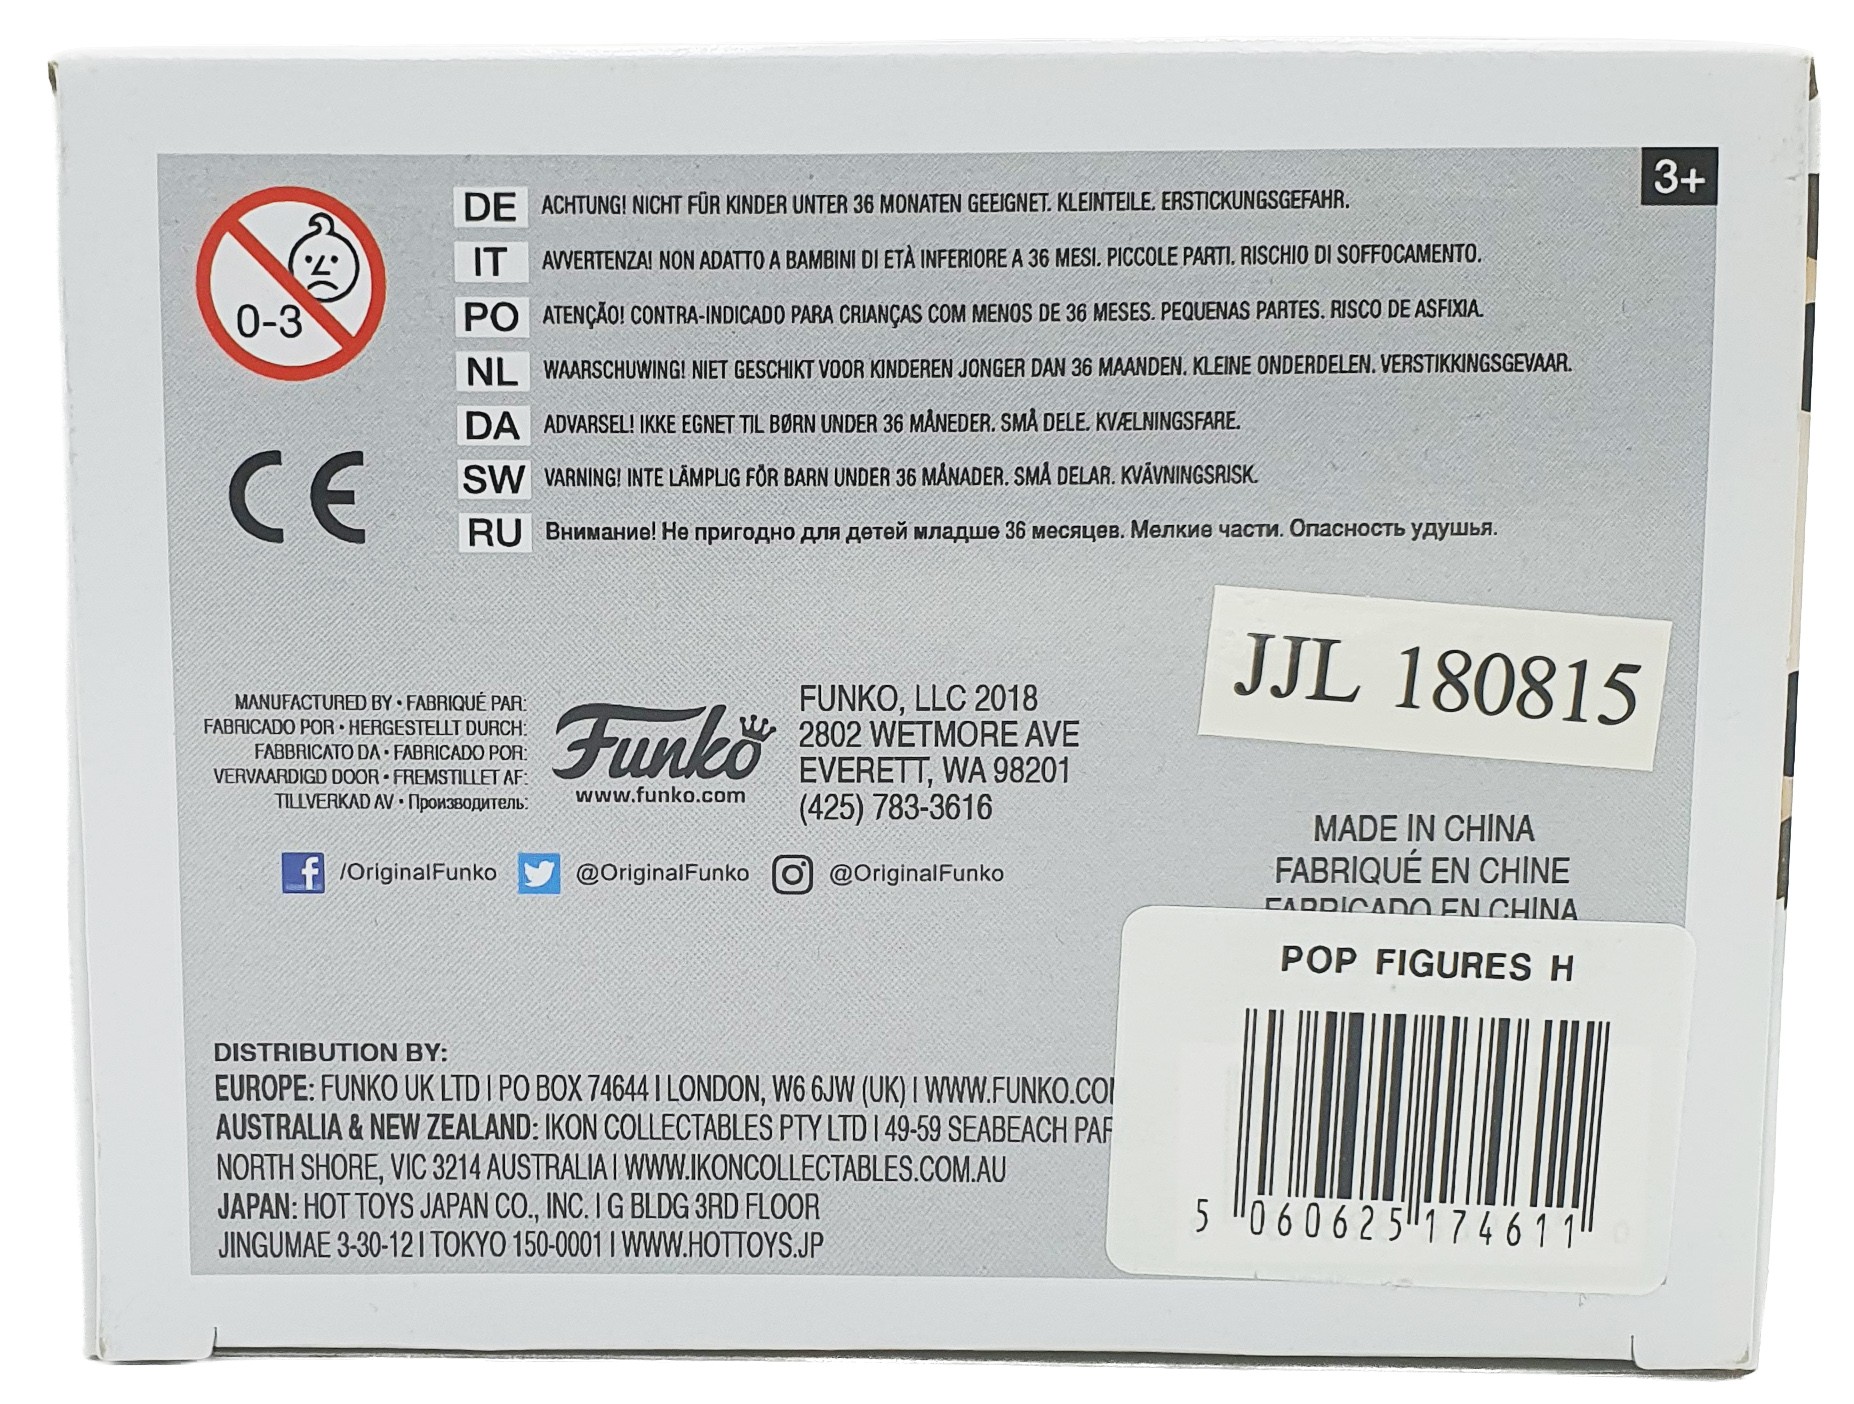 3+
0-3
DE ACHTUNG! NICHT FÜR KINDER UNTER 36 MONATEN GEEIGNET. KLEINTEILE. ERSTICKUNGSGEFAHR.
IT AVVERTENZA! NON ADATTO A BAMBINI DI ETÀ INFERIORE A 36 MESI. PICCOLE PARTI. RISCHIO DI SOFFOCAMENTO.
PO ATENÇÃO! CONTRA-INDICADO PARA CRIANÇAS COM MENOS DE 36 MESES. PEQUENAS PARTES. RISCO DE ASFIXIA.
NL WAARSCHUWING! NIET GESCHIKT VOOR KINDEREN JONGER DAN 36 MAANDEN. KLEINE ONDERDELEN. VERSTIKKINGSGEVAAR.
DA ADVARSEL! IKKE EGNET TIL BØRN UNDER 36 MÅNEDER. SMÅ DELE. KVÆLNINGSFARE.
SW VARNING! INTE LÄMPLIG FÖR BARN UNDER 36 MÅNADER. SMÅ DELAR. KVÄVNINGSRISK.
RU Внимание! Не пригодно для детей младше 36 месяцев. Мелкие части. Опасность удушья.
CE
JJL 180815
MANUFACTURED BY • FABRIQUÉ PAR:
FABRICADO POR • HERGESTELLT DURCH:
FABBRICATO DA • FABRICADO POR:
VERVAARDIGD DOOR • FREMSTILLET AF:
TILLVERKAD AV • Производитель:
Funko
www.funko.com
FUNKO, LLC 2018
2802 WETMORE AVE
EVERETT, WA 98201
(425) 783-3616
/OriginalFunko @OriginalFunko @OriginalFunko
MADE IN CHINA
FABRIQUÉ EN CHINE
FABRICADO EN CHINA
POP FIGURES H
5 060625 174611
DISTRIBUTION BY:
EUROPE: FUNKO UK LTD | PO BOX 74644 | LONDON, W6 6JW (UK) | WWW.FUNKO.CO
AUSTRALIA & NEW ZEALAND: IKON COLLECTABLES PTY LTD | 49-59 SEABEACH PAR
NORTH SHORE, VIC 3214 AUSTRALIA | WWW.IKONCOLLECTABLES.COM.AU
JAPAN: HOT TOYS JAPAN CO., INC. | G BLDG 3RD FLOOR
JINGUMAE 3-30-12 | TOKYO 150-0001 | WWW.HOTTOYS.JP